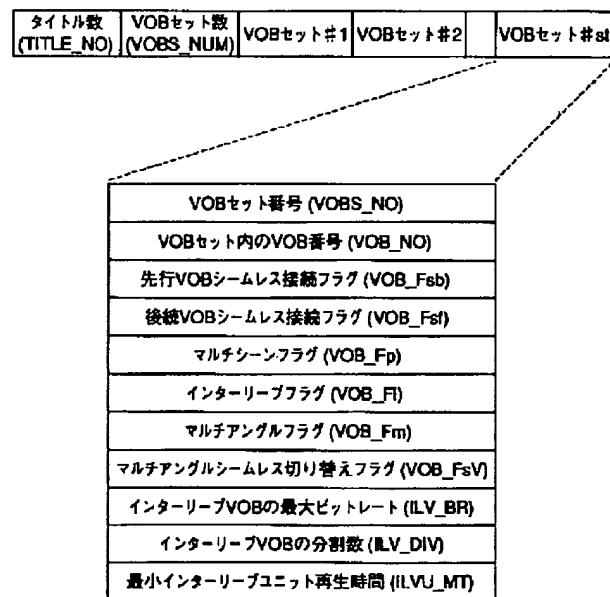 タイトル数
(TITLE_NO)
VOBセット数
(VOBS_NUM)
VOBセット#1
VOBセット#2
VOBセット#st
VOBセット番号 (VOBS_NO)
VOBセット内のVOB番号 (VOB_NO)
先行VOBシームレス接続フラグ (VOB_Fsb)
後続VOBシームレス接続フラグ (VOB_Fsf)
マルチシーンフラグ (VOB_Fp)
インターリーブフラグ (VOB_Fi)
マルチアングルフラグ (VOB_Fm)
マルチアングルシームレス切り替えフラグ (VOB_FsV)
インターリーブVOBの最大ビットレート (ILV_BR)
インターリーブVOBの分割数 (ILV_DIV)
最小インターリーブユニット再生時間 (ILVU_MT)